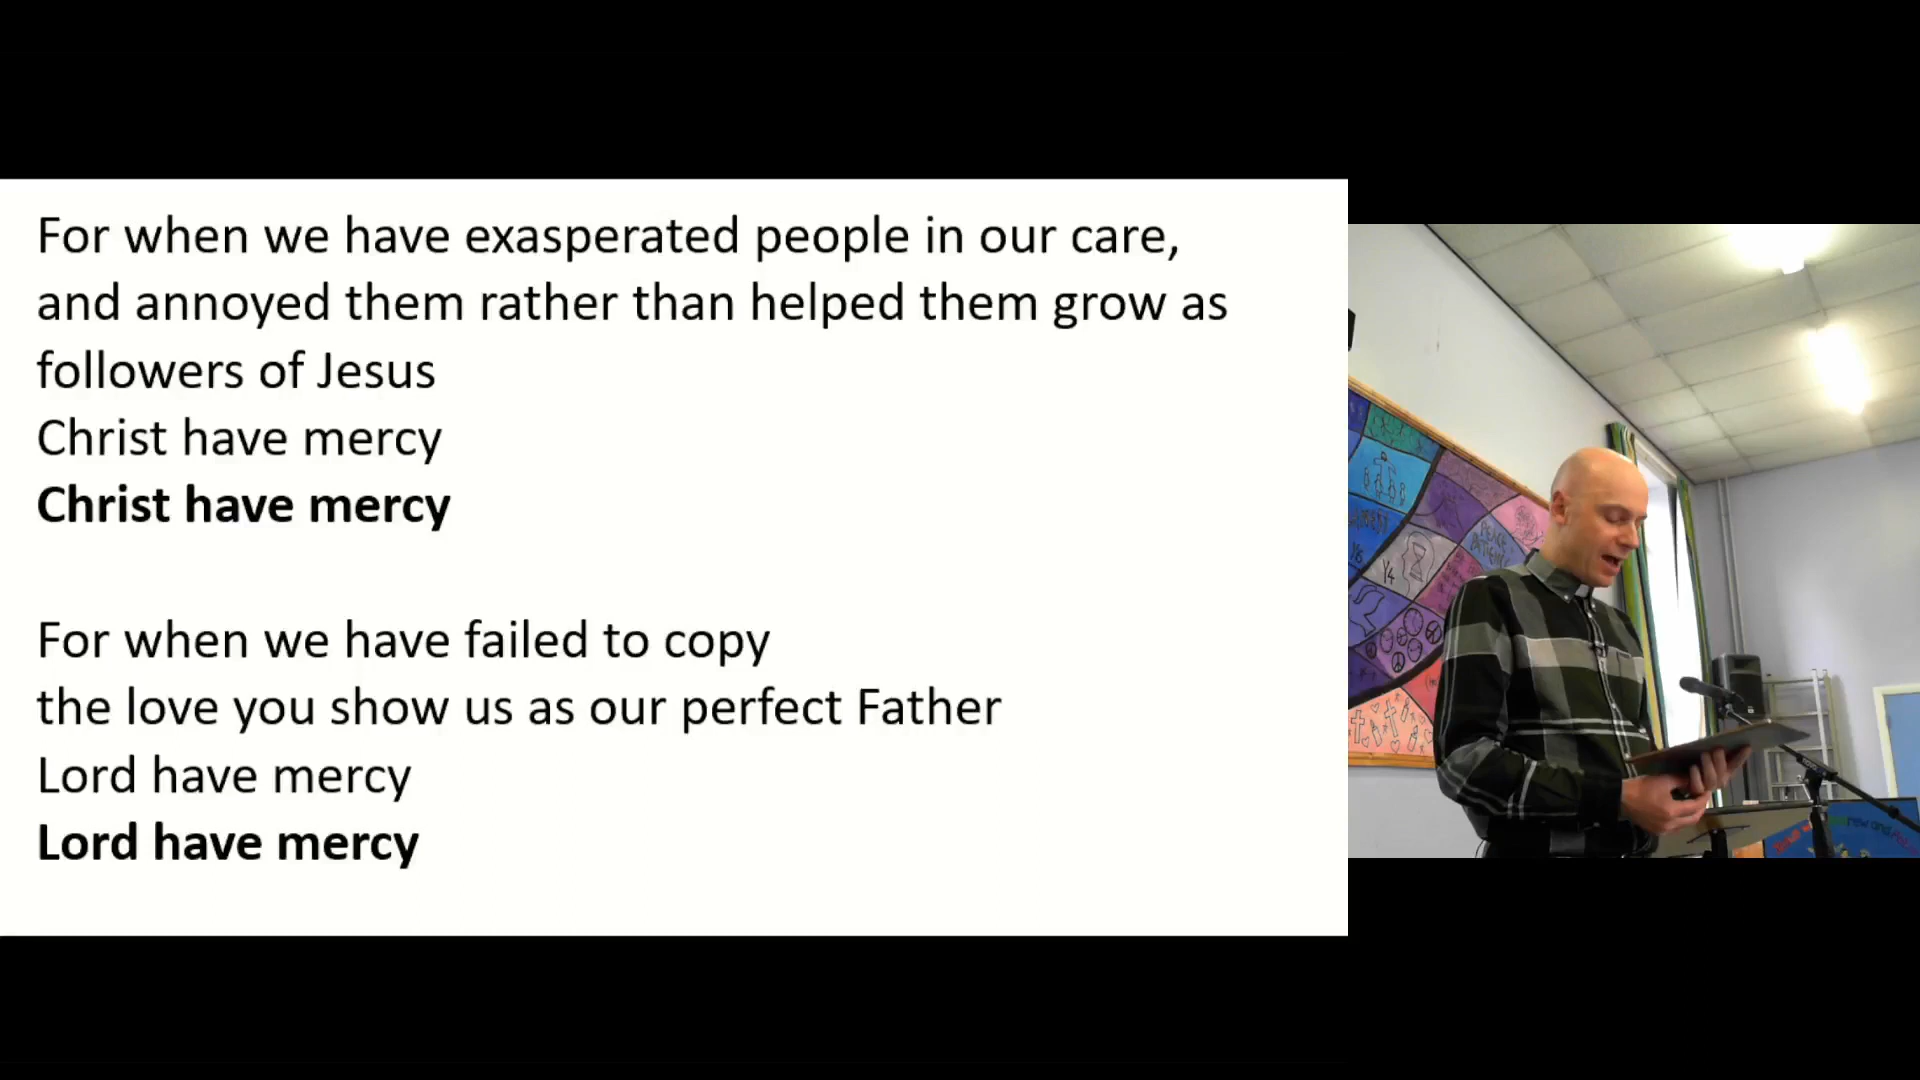 For when we have exasperated people in our care,
and annoyed them rather than helped them grow as
followers of Jesus
Christ have mercy
Christ have mercy
For when we have failed to copy
the love you show us as our perfect Father
Lord have mercy
Lord have mercy
PEACE
Y4